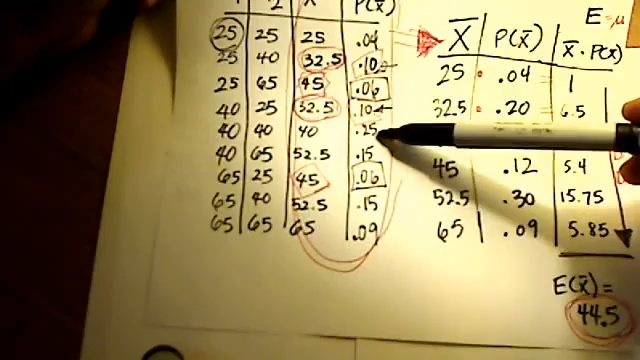 1 2 X̄ P(X̄)
25 25 25 .04
25 40 32.5 .10
25 65 45 .06
40 25 32.5 .10
40 40 40 .25
40 65 52.5 .15
65 25 45 .06
65 40 52.5 .15
65 65 65 .09
E = μ
X̄ P(X̄) X̄ · P(X̄)
25 .04 1
32.5 .20 6.5
45 .12 5.4
52.5 .30 15.75
65 .09 5.85
E(X̄) =
44.5